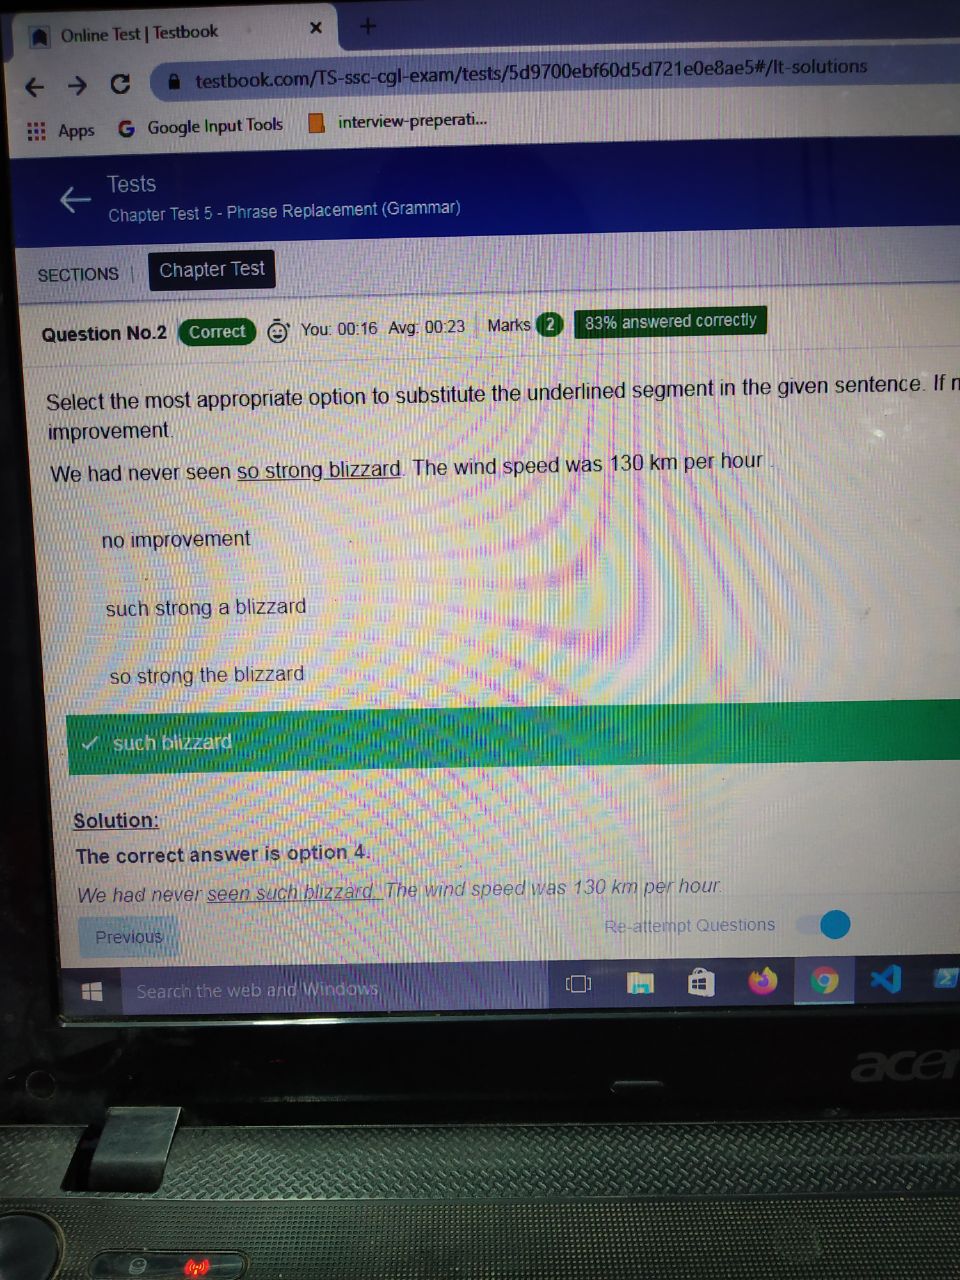 Online Test | Testbook
testbook.com/TS-ssc-cgl-exam/tests/5d9700ebf60d5d721e0e8ae5#/lt-solutions
Apps Google Input Tools interview-preperati...
Tests
Chapter Test 5 - Phrase Replacement (Grammar)
SECTIONS | Chapter Test
Question No.2 Correct You: 00:16 Avg: 00:23 Marks 2 83% answered correctly
Select the most appropriate option to substitute the underlined segment in the given sentence. If
improvement.
We had never seen so strong blizzard. The wind speed was 130 km per hour.
no improvement
such strong a blizzard
so strong the blizzard
such blizzard
Solution:
The correct answer is option 4.
We had never seen such blizzard. The wind speed was 130 km per hour.
Previous Re-attempt Questions
Search the web and Windows
acer